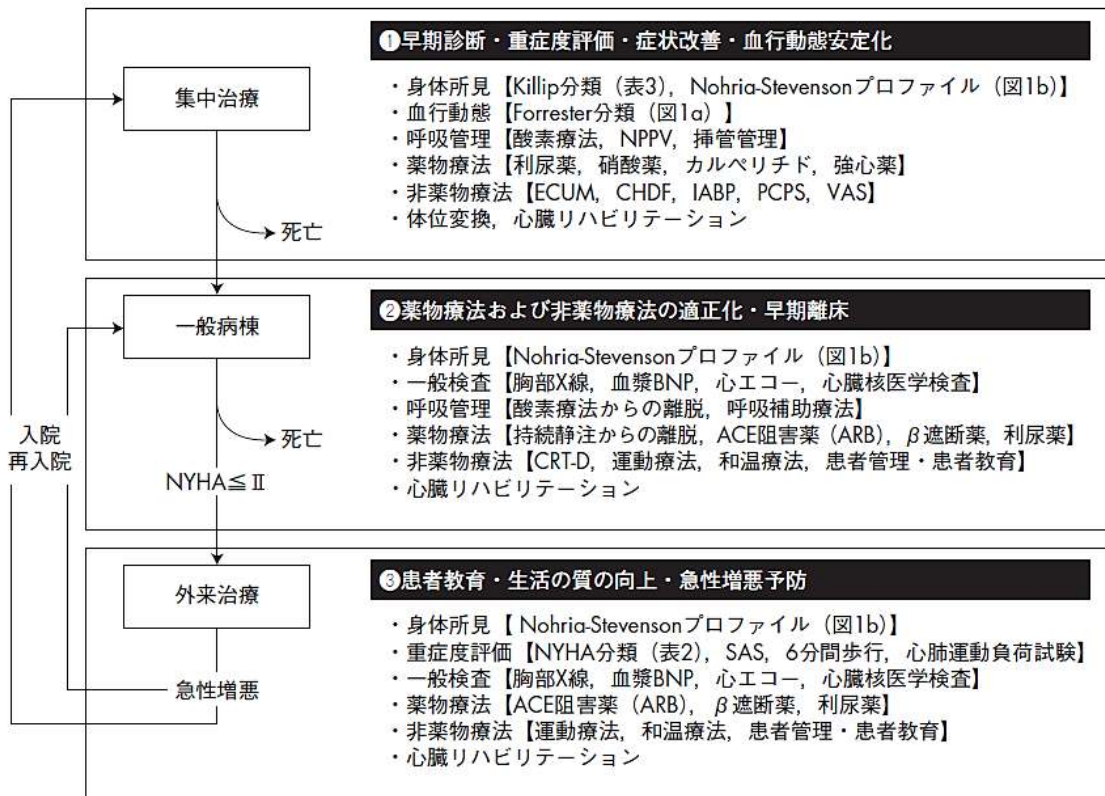 ❶早期診断・重症度評価・症状改善・血行動態安定化
集中治療
・身体所見【Killip分類（表3），Nohria-Stevensonプロファイル（図1b）】
・血行動態【Forrester分類（図1a）】
・呼吸管理【酸素療法，NPPV，挿管管理】
・薬物療法【利尿薬，硝酸薬，カルペリチド，強心薬】
・非薬物療法【ECUM，CHDF，IABP，PCPS，VAS】
・体位変換，心臓リハビリテーション
死亡
❷薬物療法および非薬物療法の適正化・早期離床
一般病棟
・身体所見【Nohria-Stevensonプロファイル（図1b）】
・一般検査【胸部X線，血漿BNP，心エコー，心臓核医学検査】
・呼吸管理【酸素療法からの離脱，呼吸補助療法】
・薬物療法【持続静注からの離脱，ACE阻害薬（ARB），β遮断薬，利尿薬】
・非薬物療法【CRT-D，運動療法，和温療法，患者管理・患者教育】
・心臓リハビリテーション
死亡
入院
再入院
NYHA≦Ⅱ
❸患者教育・生活の質の向上・急性増悪予防
外来治療
・身体所見【 Nohria-Stevensonプロファイル（図1b）】
・重症度評価【NYHA分類（表2），SAS，6分間歩行，心肺運動負荷試験】
・一般検査【胸部X線，血漿BNP，心エコー，心臓核医学検査】
・薬物療法【ACE阻害薬（ARB），β遮断薬，利尿薬】
・非薬物療法【運動療法，和温療法，患者管理・患者教育】
・心臓リハビリテーション
急性増悪